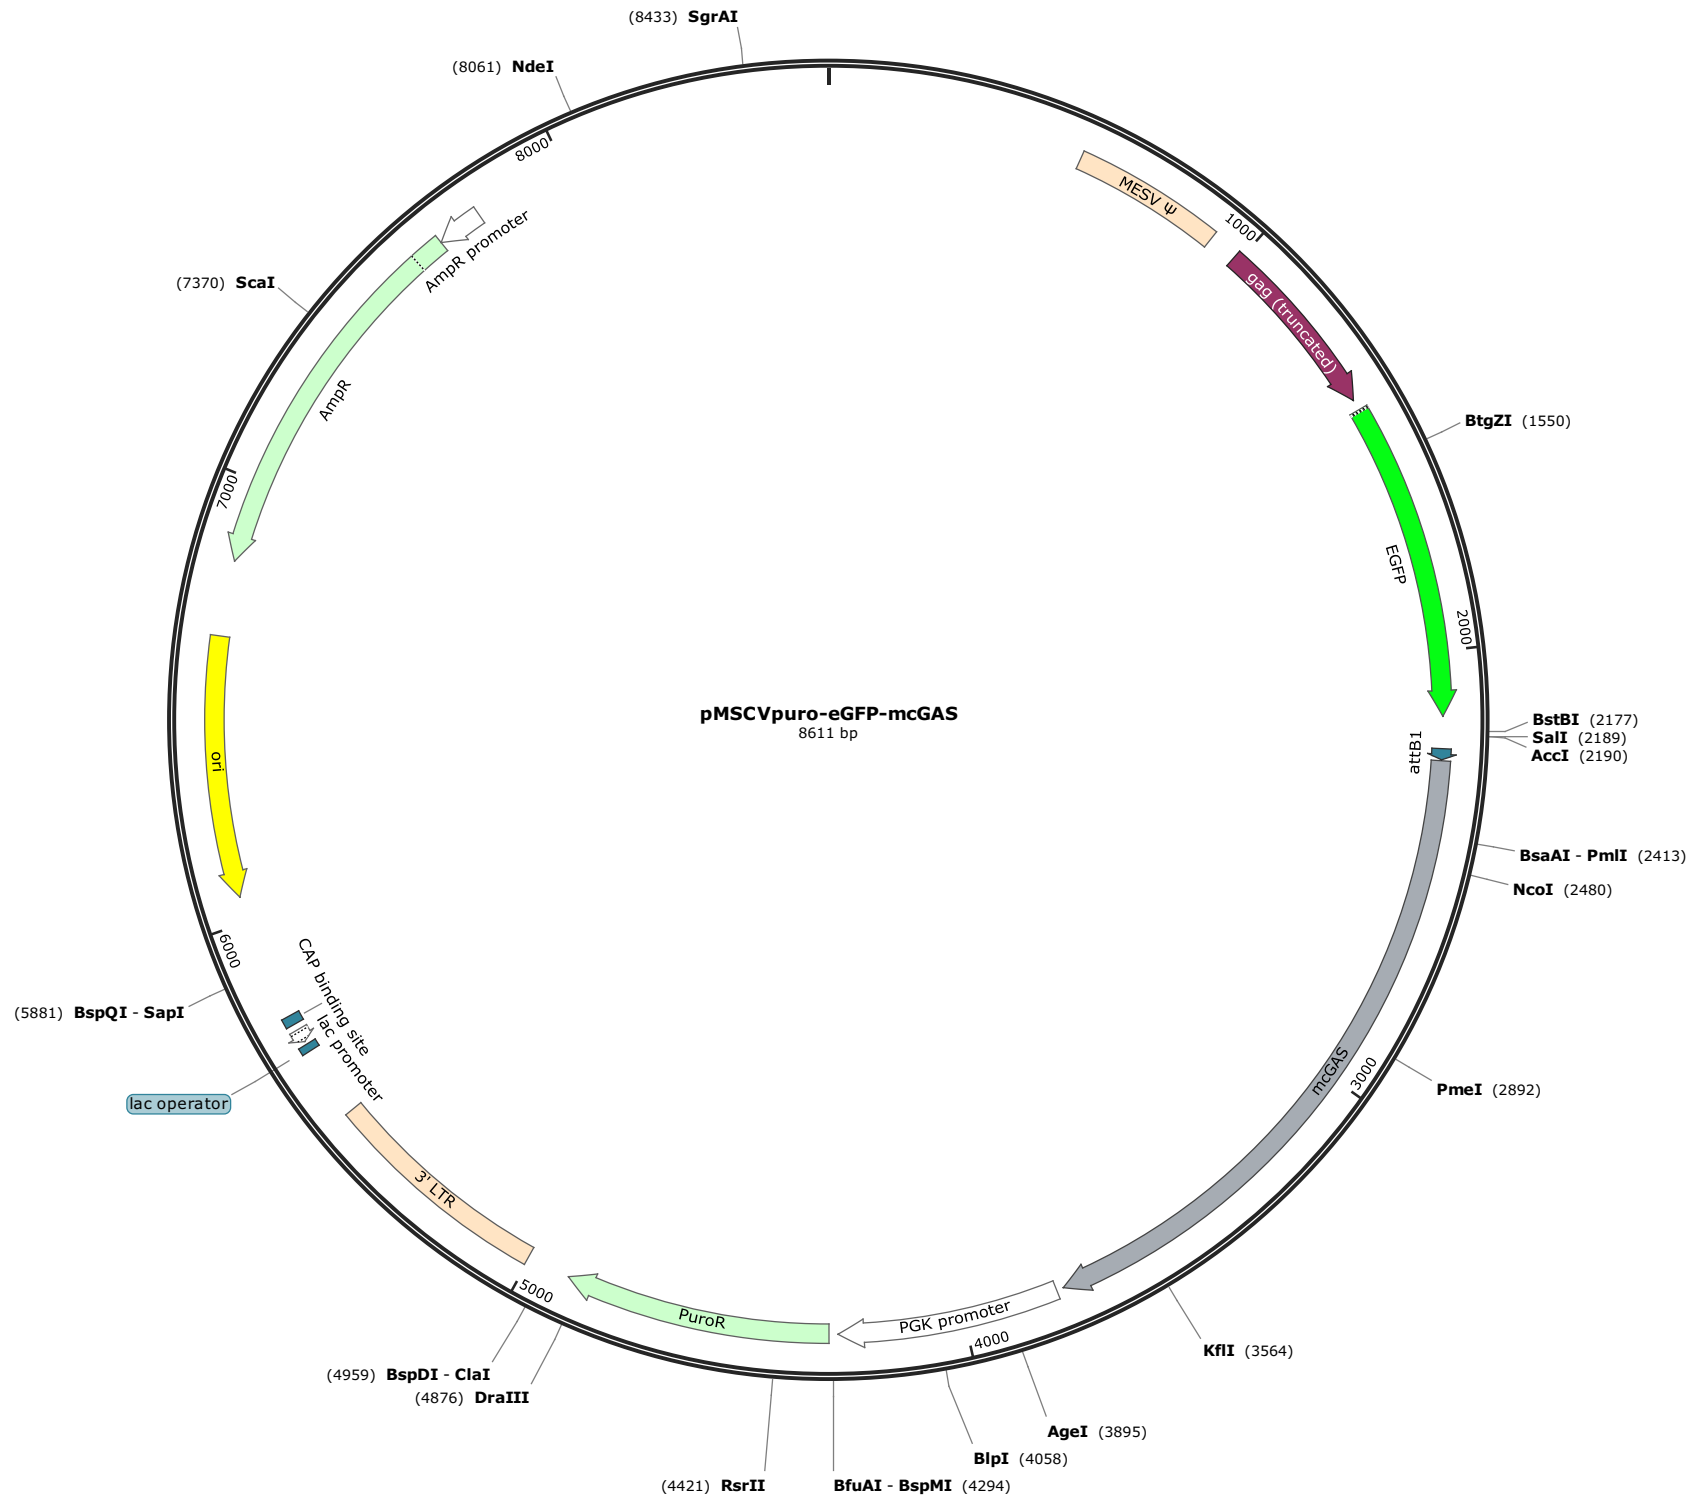 (8433) SgrAI
(8061) NdeI
8000
MESV Ψ
1000
AmpR promoter
gag (truncated)
(7370) ScaI
AmpR
BtgZI (1550)
7000
EGFP
2000
pMSCVpuro-eGFP-mcGAS
8611 bp
BstBI (2177)
SalI (2189)
AccI (2190)
attB1
ori
BsaAI - PmlI (2413)
NcoI (2480)
6000
CAP binding site
(5881) BspQI - SapI
lac promoter
lac operator
mcGAS
3000
PmeI (2892)
3' LTR
5000
PuroR
PGK promoter
4000
KflI (3564)
(4959) BspDI - ClaI
(4876) DraIII
AgeI (3895)
BlpI (4058)
(4421) RsrII
BfuAI - BspMI (4294)